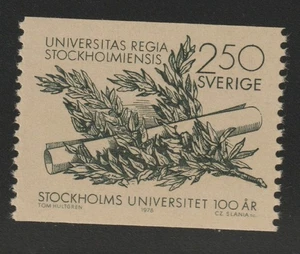 UNIVERSITAS REGIA
STOCKHOLMIENSIS
2.50
SVERIGE
STOCKHOLMS UNIVERSITET 100 ÅR
TOM HULTGREN 1978 CZ. SLANIA sc.